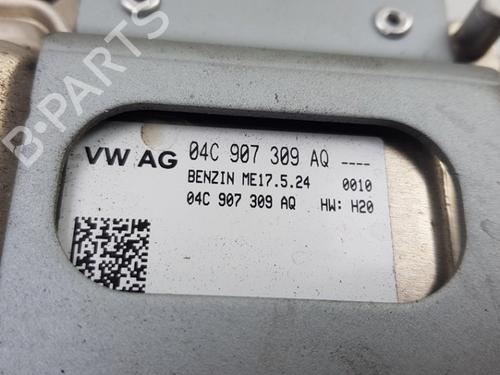 B-PARTS
VW AG 04C 907 309 AQ ----
BENZIN ME17.5.24 0010
04C 907 309 AQ HW: H20